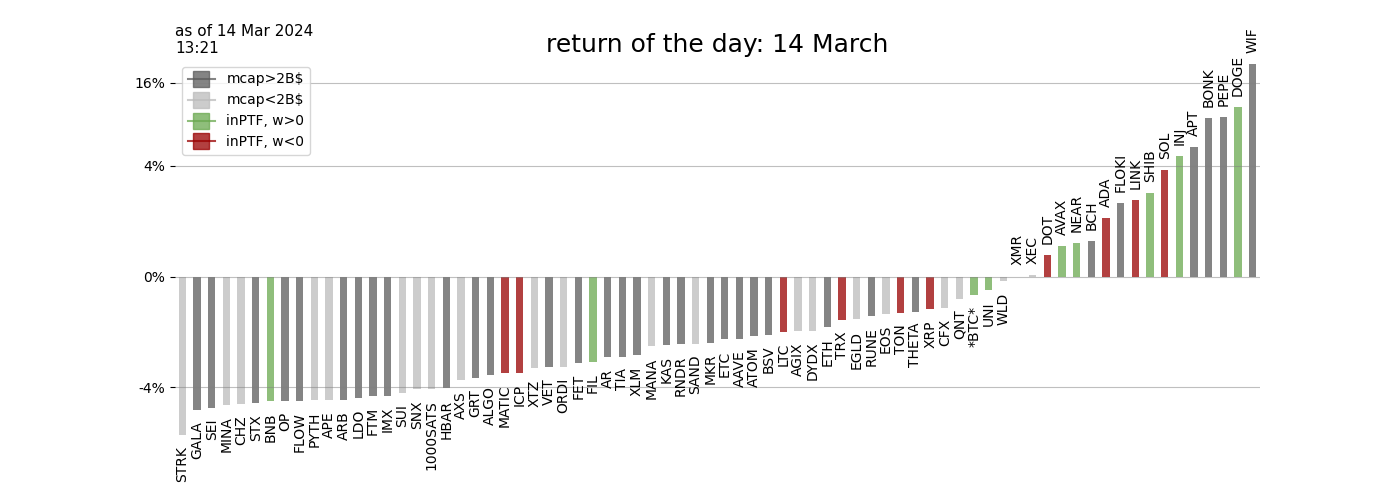 as of 14 Mar 2024
13:21
return of the day: 14 March
mcap>2B$
mcap<2B$
inPTF, w>0
inPTF, w<0
16%
4%
0%
-4%
STRK
GALA
SEI
MINA
CHZ
STX
BNB
OP
FLOW
PYTH
APE
ARB
LDO
FTM
IMX
SUI
SNX
1000SATS
HBAR
AXS
GRT
ALGO
MATIC
ICP
XTZ
VET
ORDI
FET
FIL
AR
TIA
XLM
MANA
KAS
RNDR
SAND
MKR
ETC
AAVE
ATOM
BSV
LTC
AGIX
DYDX
ETH
TRX
EGLD
RUNE
EOS
TON
THETA
XRP
CFX
QNT
*BTC*
UNI
WLD
XMR
XEC
DOT
AVAX
NEAR
BCH
ADA
FLOKI
LINK
SHIB
SOL
INJ
APT
BONK
PEPE
DOGE
WIF